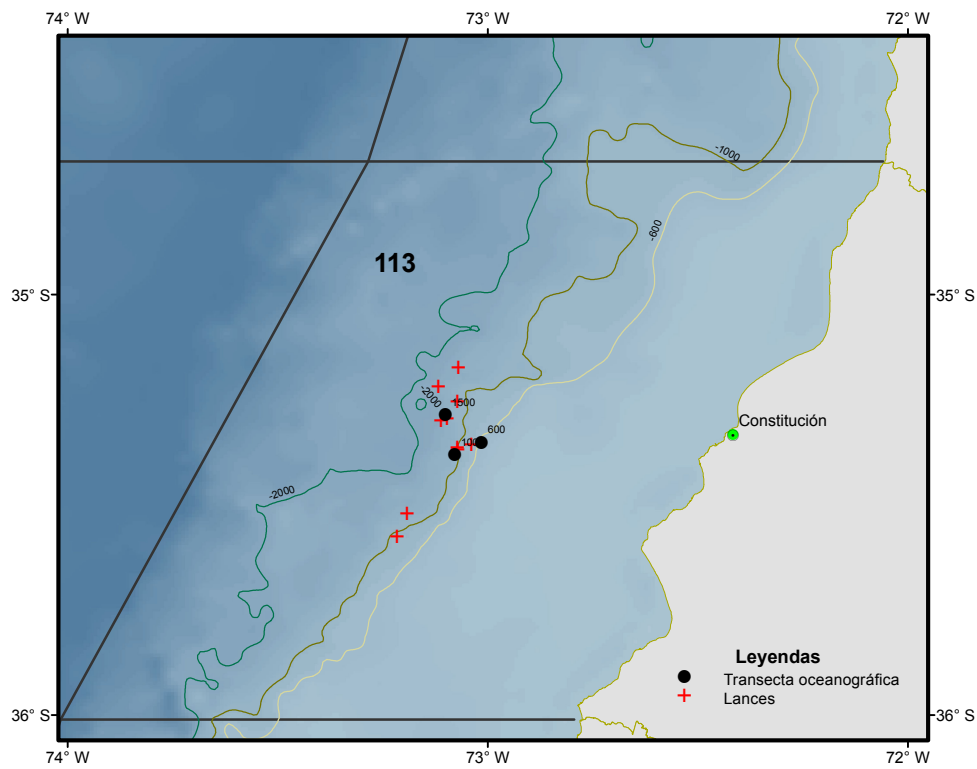 74° W
73° W
72° W
-1000
-600
113
35° S
35° S
-2000
600
Constitución
-2000
Leyendas
Transecta oceanográfica
Lances
36° S
36° S
74° W
73° W
72° W